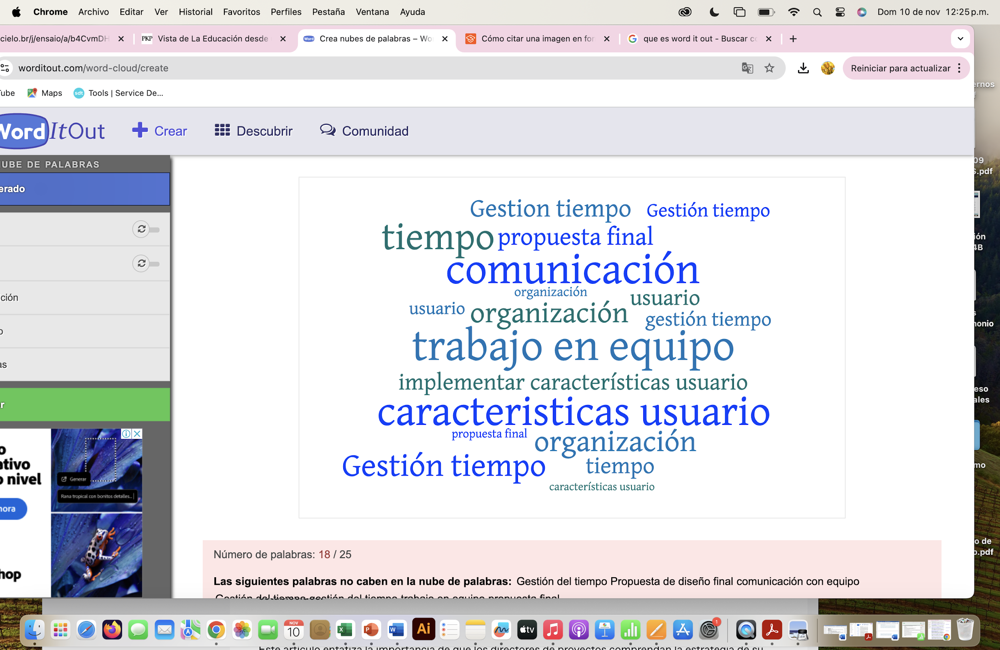 Chrome Archivo Editar Ver Historial Favoritos Perfiles Pestaña Ventana Ayuda Dom 10 de nov 12:25 p.m.
cielo.br/j/ensaio/a/b4CvmDH Vista de La Educación desde Crea nubes de palabras – Wo Cómo citar una imagen en for que es word it out - Buscar co
worditout.com/word-cloud/create Reiniciar para actualizar
Tube Maps sdt Tools | Service De...
WordItOut Crear Descubrir Comunidad
NUBE DE PALABRAS
erado
ción
o
as
r
Gestion tiempo Gestión tiempo
tiempo propuesta final
comunicación
organización usuario
usuario organización gestión tiempo
trabajo en equipo
implementar características usuario
caracteristicas usuario
propuesta final organización
Gestión tiempo tiempo
características usuario
o
ativo
o nivel
Generar
Rana tropical con bonitos detalles...
hora
hop
Número de palabras: 18 / 25
Las siguientes palabras no caben en la nube de palabras: Gestión del tiempo Propuesta de diseño final comunicación con equipo
Gestión del tiempo gestión del tiempo trabajo en equipo propuesta final
ernos
09
S.pdf
ión
4B
s
nonio
eso
ales
mo
o de
o.pdf
NOV
10
Ai
tv
1
Este artículo enfatiza la importancia de que los directores de proyectos comprendan la estrategia de su